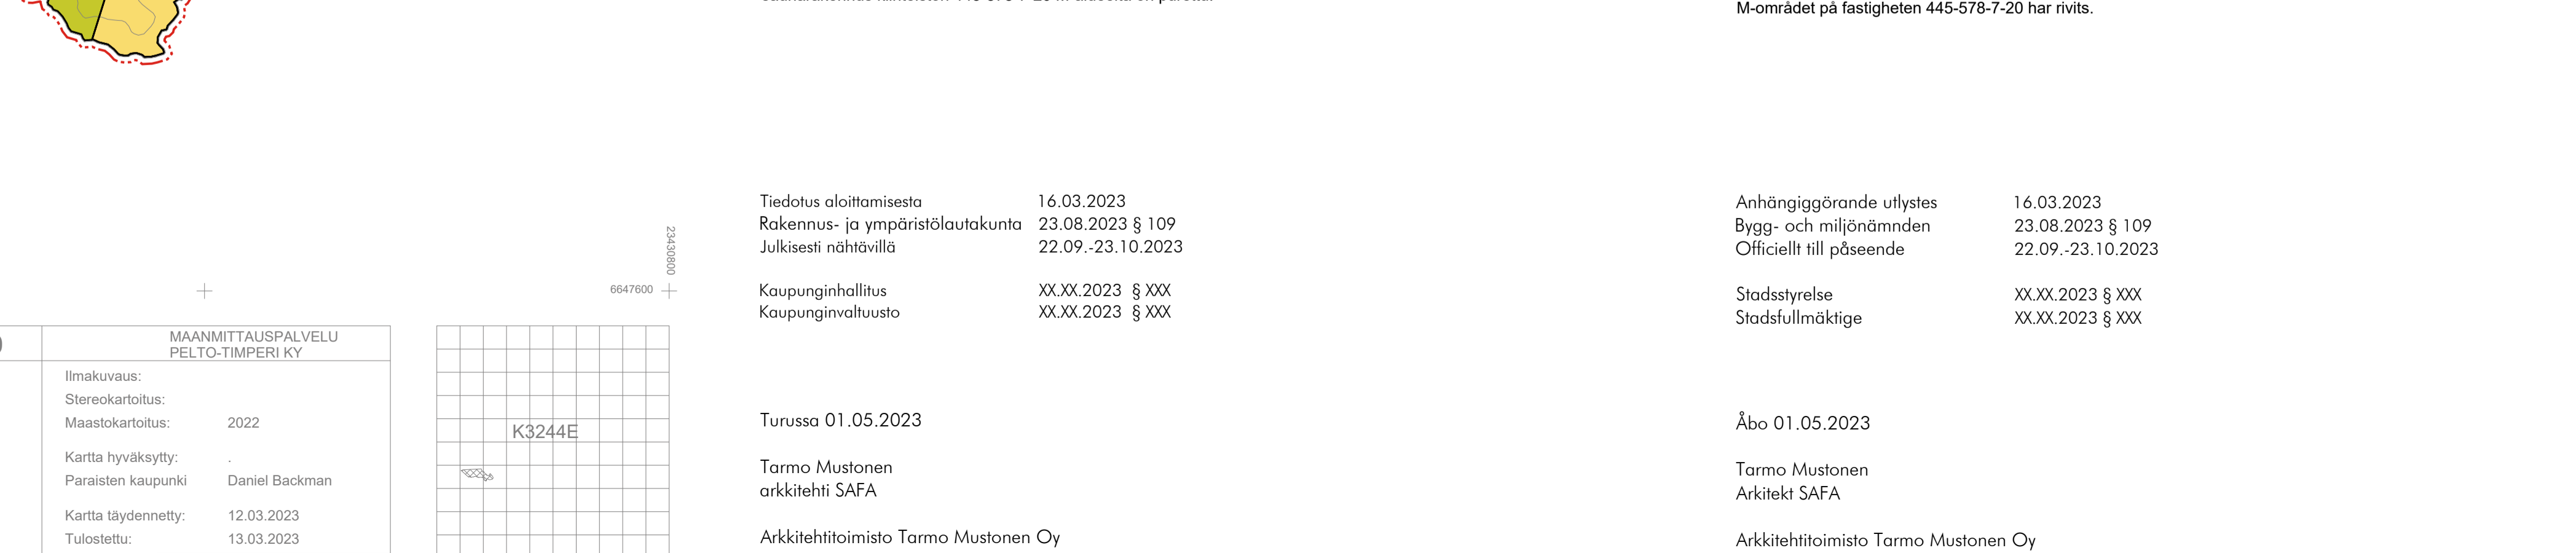 M-området på fastigheten 445-578-7-20 har rivits.
23430800
6647600
MAANMITTAUSPALVELU
PELTO-TIMPERI KY
Ilmakuvaus:
Stereokartoitus:
Maastokartoitus: 2022
Kartta hyväksytty: .
Paraisten kaupunki Daniel Backman
Kartta täydennetty: 12.03.2023
Tulostettu: 13.03.2023
K3244E
Tiedotus aloittamisesta 16.03.2023
Rakennus- ja ympäristölautakunta 23.08.2023 § 109
Julkisesti nähtävillä 22.09.-23.10.2023
Kaupunginhallitus XX.XX.2023 § XXX
Kaupunginvaltuusto XX.XX.2023 § XXX
Turussa 01.05.2023
Tarmo Mustonen
arkkitehti SAFA
Arkkitehtitoimisto Tarmo Mustonen Oy
Anhängiggörande utlystes 16.03.2023
Bygg- och miljönämnden 23.08.2023 § 109
Officiellt till påseende 22.09.-23.10.2023
Stadsstyrelse XX.XX.2023 § XXX
Stadsfullmäktige XX.XX.2023 § XXX
Åbo 01.05.2023
Tarmo Mustonen
Arkitekt SAFA
Arkkitehtitoimisto Tarmo Mustonen Oy